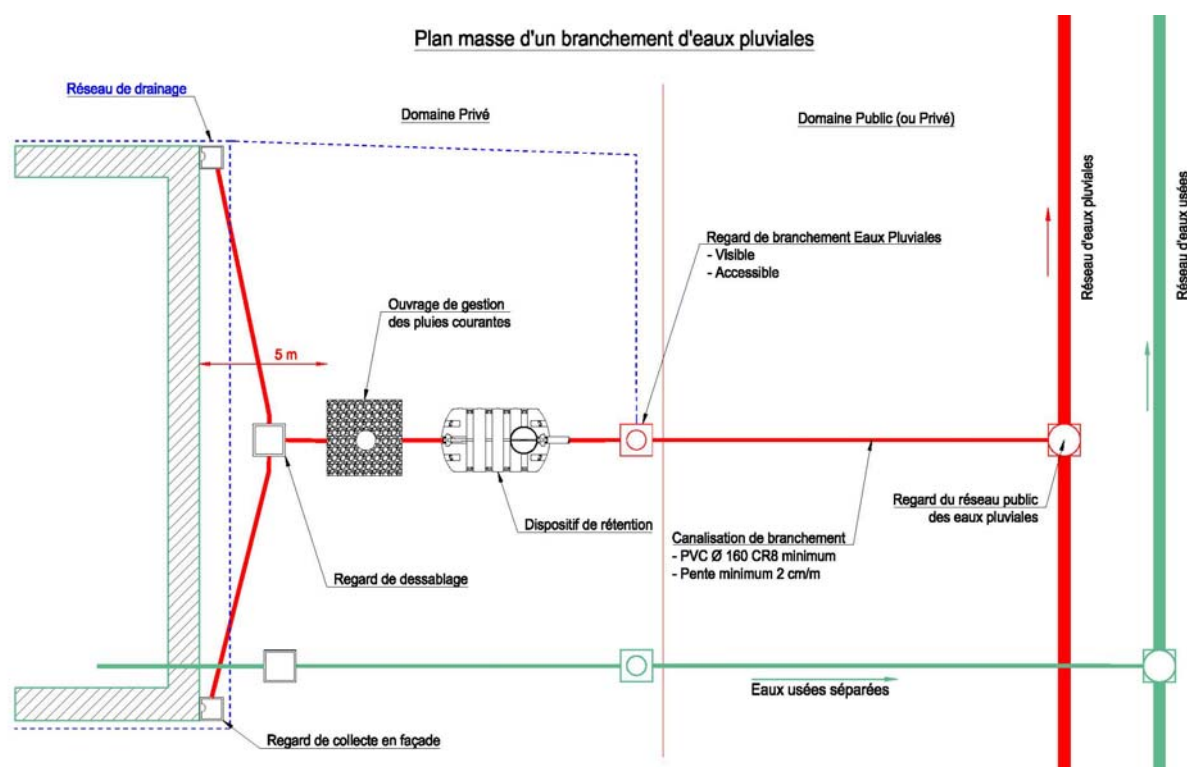 Plan masse d'un branchement d'eaux pluviales
Réseau de drainage
Domaine Privé
Domaine Public (ou Privé)
Réseau d'eaux pluviales
Réseau d'eaux usées
Regard de branchement Eaux Pluviales
- Visible
- Accessible
Ouvrage de gestion
des pluies courantes
5 m
Regard du réseau public
des eaux pluviales
Dispositif de rétention
Canalisation de branchement
- PVC Ø 160 CR8 minimum
- Pente minimum 2 cm/m
Regard de dessablage
Eaux usées séparées
Regard de collecte en façade